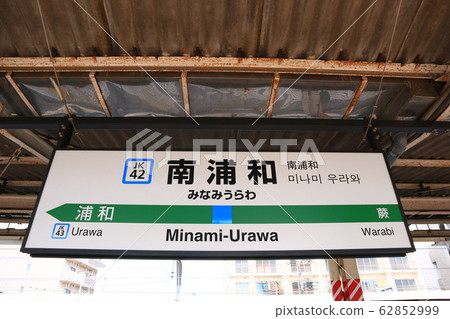 JK
42
南浦和
みなみうらわ
南浦和
미나미 우라와
浦和
蕨
JK
43
Urawa
Minami-Urawa
Warabi
62852999